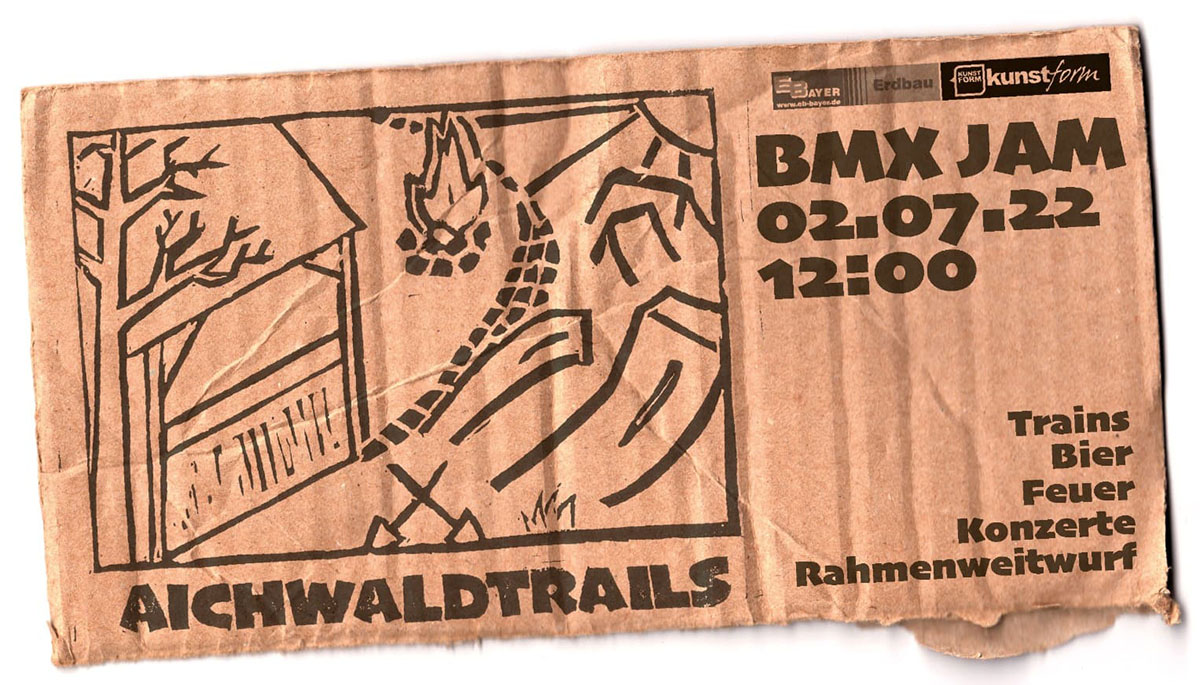 EB BAYER Erdbau
www.eb-bayer.de
KUNST
FORM
kunstform
BMX JAM
02.07.22
12:00
Trains
Bier
Feuer
Konzerte
Rahmenweitwurf
AICHWALDTRAILS